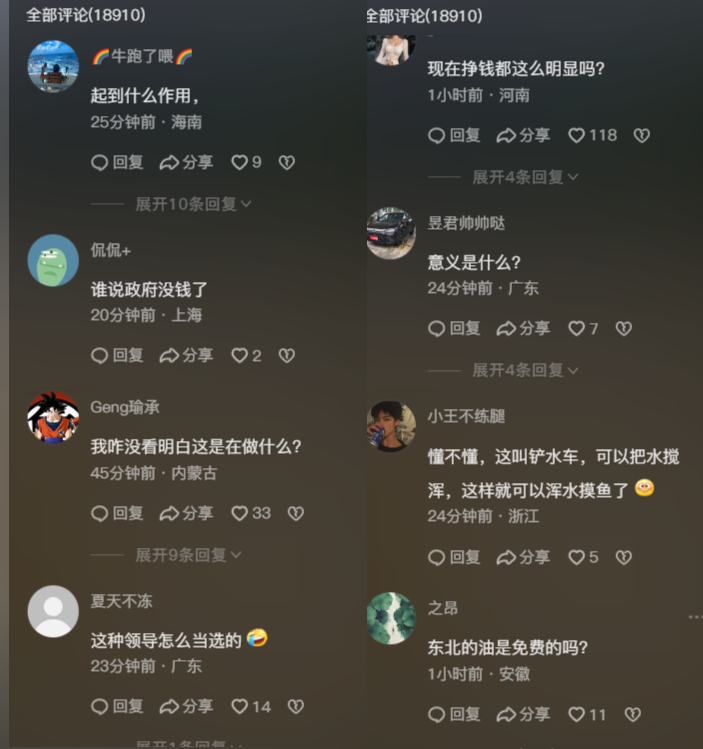 全部评论(18910)
🌈牛跑了喂🌈
起到什么作用，
25分钟前·海南
回复 分享 9
展开10条回复
侃侃+
谁说政府没钱了
20分钟前·上海
回复 分享 2
Geng瑜承
我咋没看明白这是在做什么?
45分钟前·内蒙古
回复 分享 33
展开9条回复
夏天不冻
这种领导怎么当选的🤣
23分钟前·广东
回复 分享 14
展开1条回复
全部评论(18910)
现在挣钱都这么明显吗?
1小时前·河南
回复 分享 118
展开4条回复
昱君帅帅哒
意义是什么?
24分钟前·广东
回复 分享 7
展开4条回复
小王不练腿
懂不懂，这叫铲水车，可以把水搅
浑，这样就可以浑水摸鱼了
24分钟前·浙江
回复 分享 5
之昂
东北的油是免费的吗?
1小时前·安徽
回复 分享 11